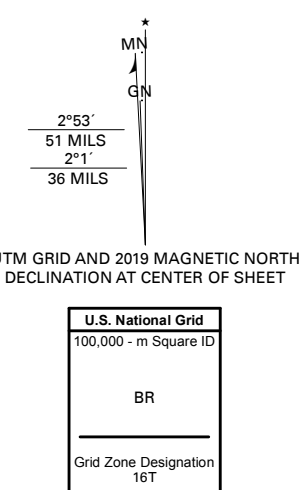 MN
GN
2°53´
51 MILS
2°1´
36 MILS
UTM GRID AND 2019 MAGNETIC NORTH
DECLINATION AT CENTER OF SHEET
U.S. National Grid
100,000 - m Square ID
BR
Grid Zone Designation
16T